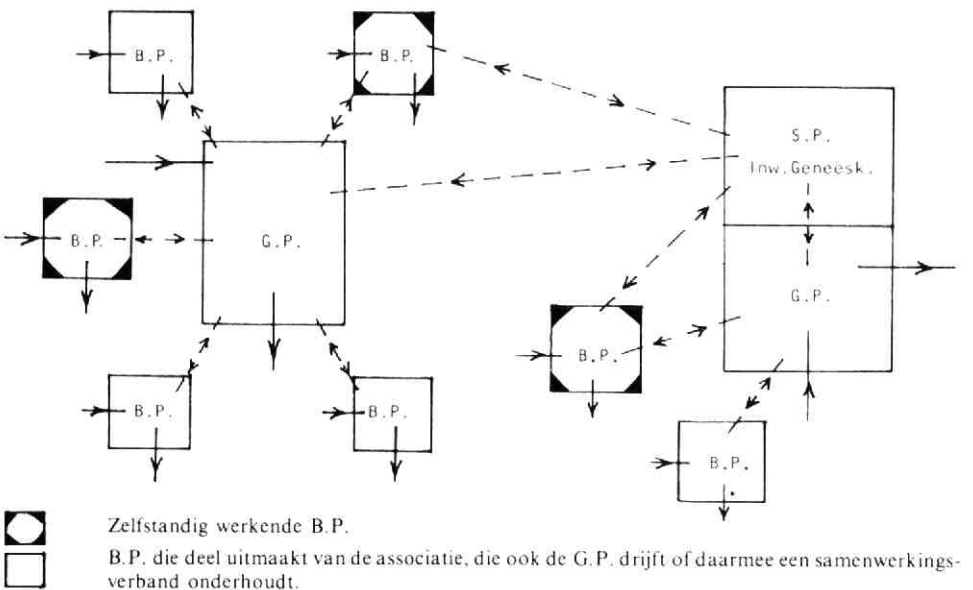 B.P.
B.P.
S.P.
Inw.Geneesk.
B.P.
G.P.
G.P.
B.P.
B.P.
B.P.
B.P.
Zelfstandig werkende B.P.
B.P. die deel uitmaakt van de associatie, die ook de G.P. drijft of daarmee een samenwerkings-
verband onderhoudt.